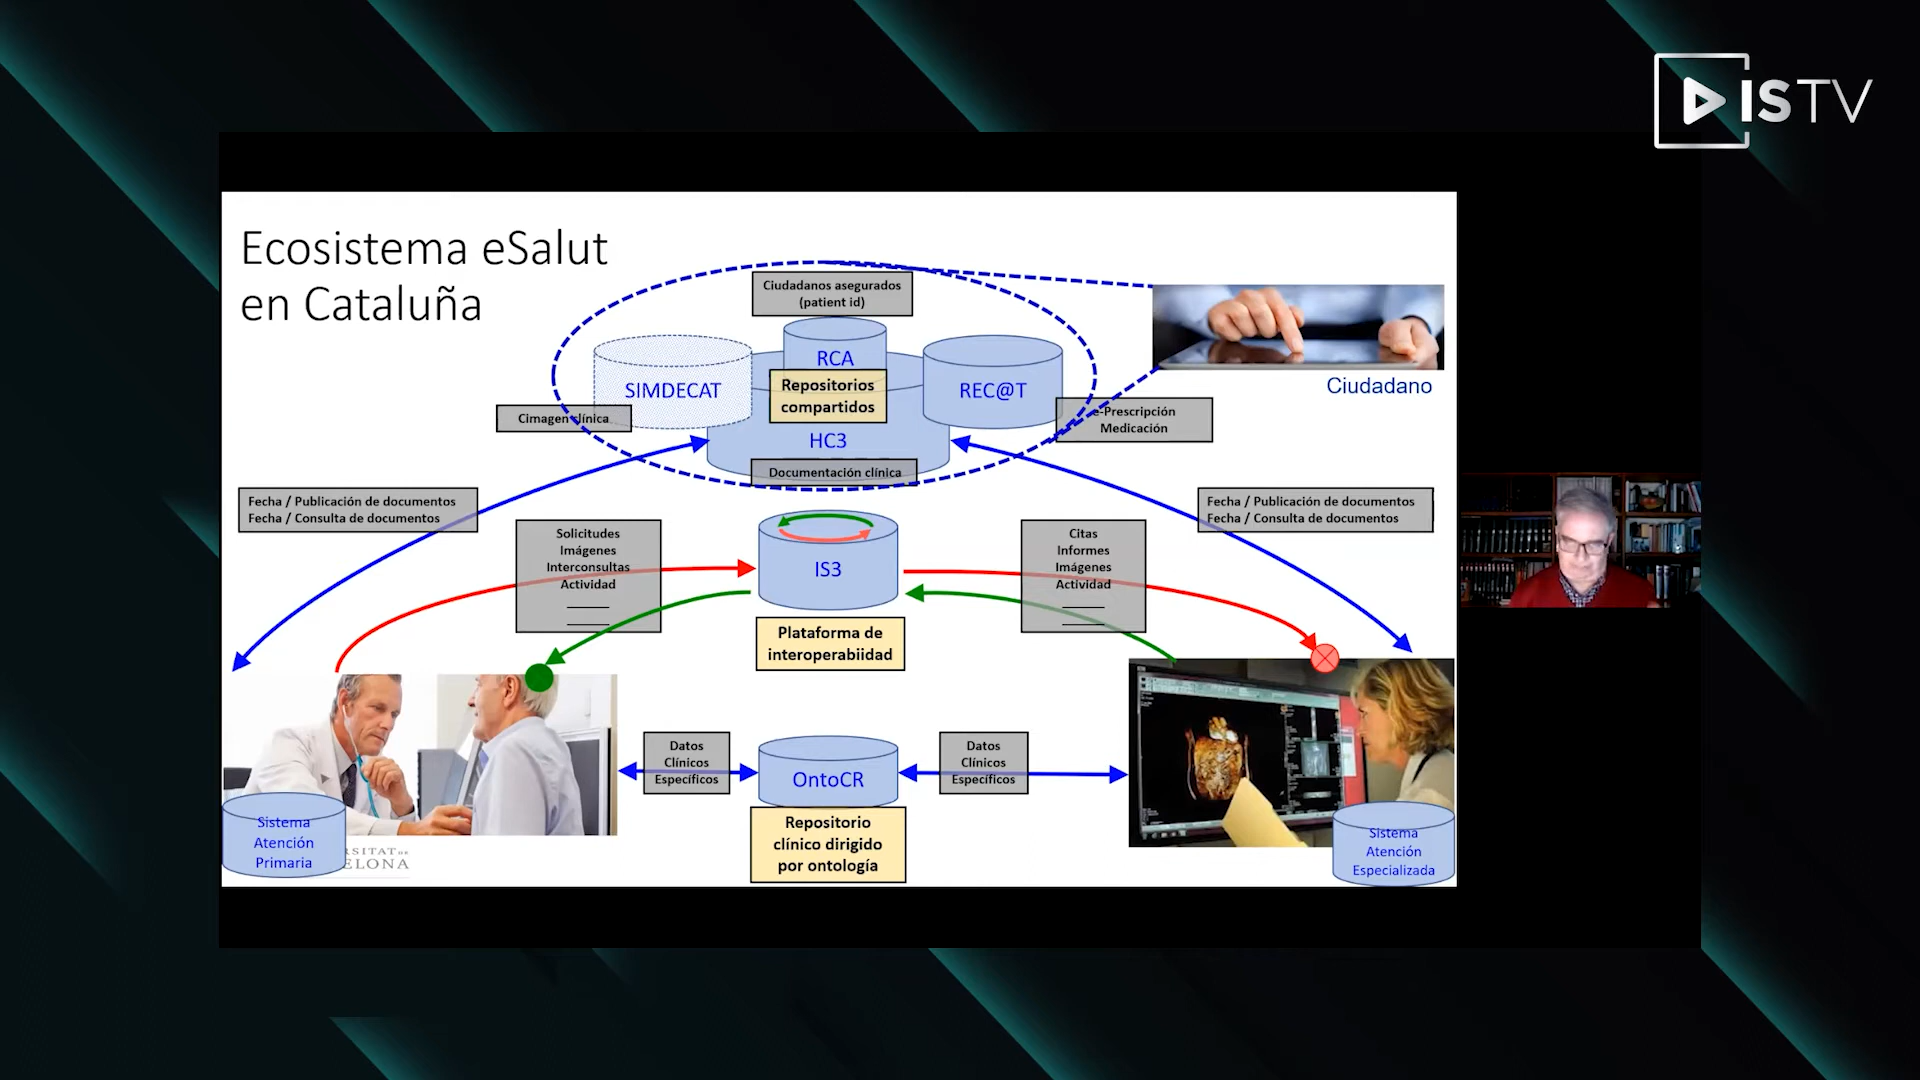 ISTV
Ecosistema eSalut
en Cataluña
Ciudadanos asegurados
(patient id)
RCA
SIMDECAT
Repositorios
compartidos
REC@T
Ciudadano
Cimagen clínica
e-Prescripción
Medicación
HC3
Documentación clínica
Fecha / Publicación de documentos
Fecha / Consulta de documentos
Fecha / Publicación de documentos
Fecha / Consulta de documentos
Solicitudes
Imágenes
Interconsultas
Actividad
IS3
Citas
Informes
Imágenes
Actividad
Plataforma de
interoperabiidad
Datos
Clínicos
Específicos
OntoCR
Datos
Clínicos
Específicos
Repositorio
clínico dirigido
por ontología
Sistema
Atención
Primaria
Sistema
Atención
Especializada